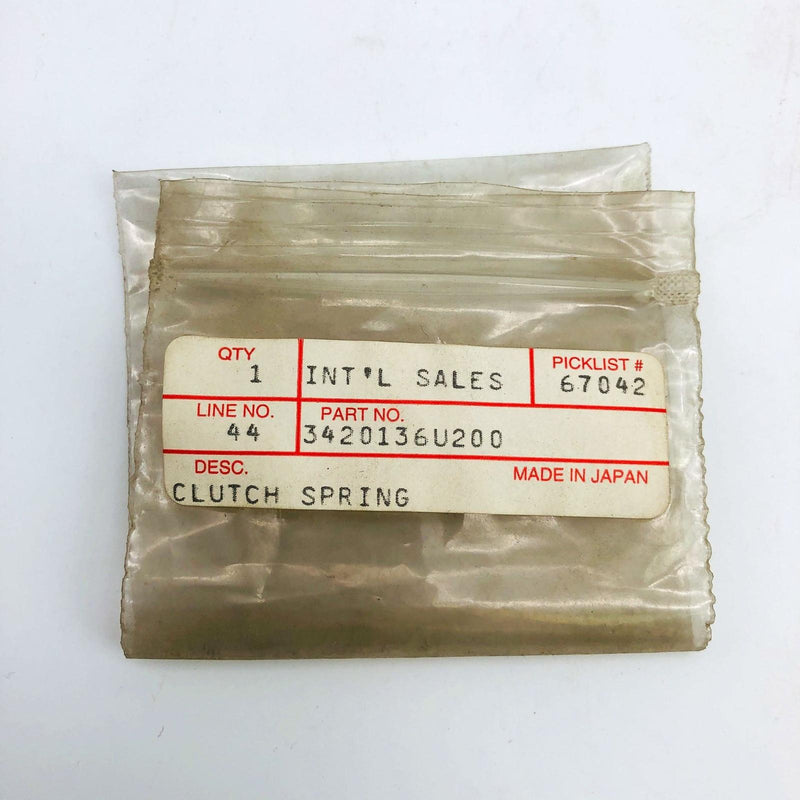 QTY PICKLIST #
1 INT'L SALES 67042
LINE NO. PART NO.
44 3420136U200
DESC. MADE IN JAPAN
CLUTCH SPRING